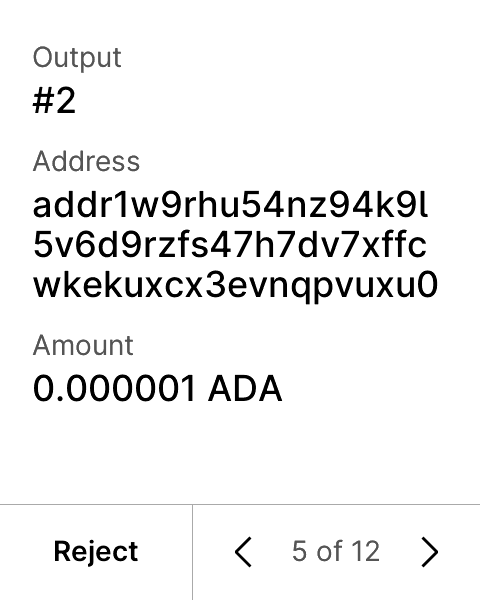 Output
#2
Address
addr1w9rhu54nz94k9l
5v6d9rzfs47h7dv7xffc
wkekuxcx3evnqpvuxu0
Amount
0.000001 ADA
Reject
5 of 12